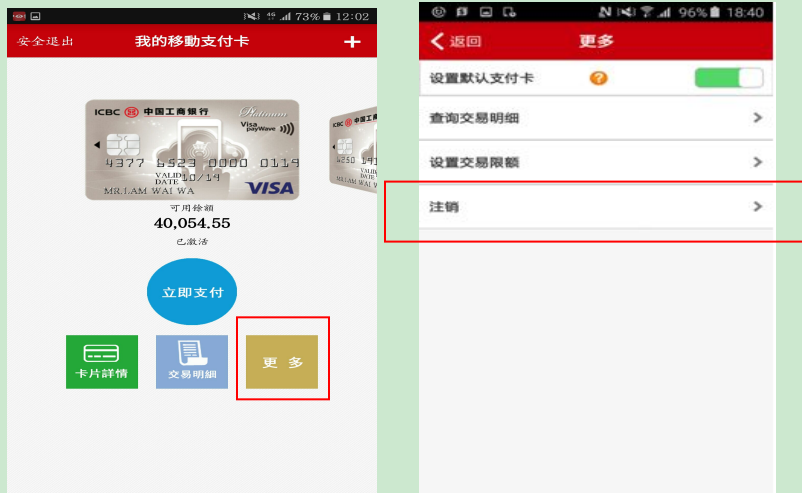 4G 73% 12:02
安全退出 我的移動支付卡 +
ICBC 中国工商银行 Platinum
Visa payWave
4377 6523 0000 0119
VALID DATE 10/19
MR.LAM WAI WA VISA
ICBC
可用餘額
40,054.55
已激活
立即支付
卡片詳情 交易明細 更多
96% 18:40
返回 更多
设置默认支付卡 ?
查询交易明细
设置交易限额
注销